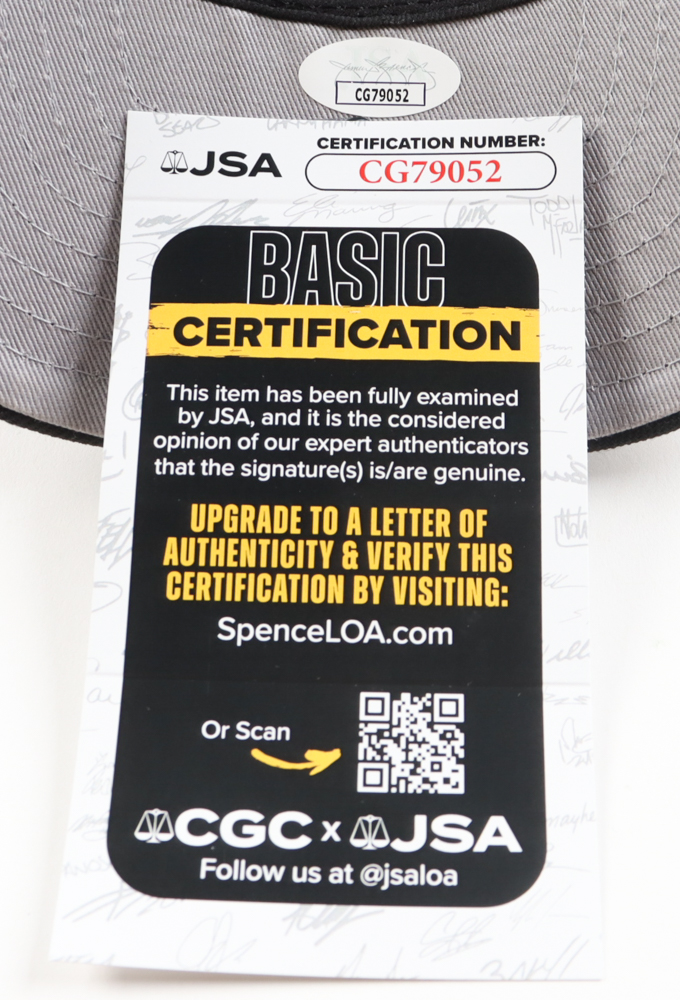 CG79052
JSA
CERTIFICATION NUMBER:
CG79052
BASIC
CERTIFICATION
This item has been fully examined
by JSA, and it is the considered
opinion of our expert authenticators
that the signature(s) is/are genuine.
UPGRADE TO A LETTER OF
AUTHENTICITY & VERIFY THIS
CERTIFICATION BY VISITING:
SpenceLOA.com
Or Scan
CGC x JSA
Follow us at @jsaloa